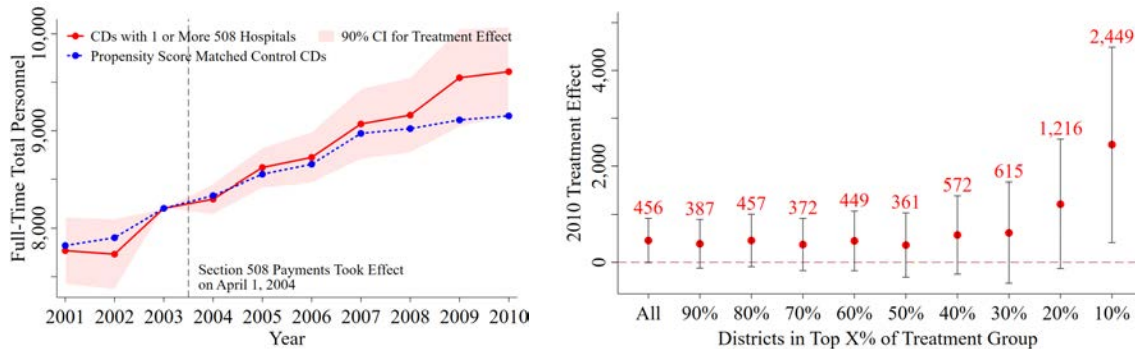 CDs with 1 or More 508 Hospitals
90% CI for Treatment Effect
Propensity Score Matched Control CDs
Full-Time Total Personnel
10,000
9,000
8,000
Section 508 Payments Took Effect
on April 1, 2004
2001 2002 2003 2004 2005 2006 2007 2008 2009 2010
Year
2010 Treatment Effect
4,000
2,000
0
456 387 457 372 449 361 572 615 1,216 2,449
All 90% 80% 70% 60% 50% 40% 30% 20% 10%
Districts in Top X% of Treatment Group